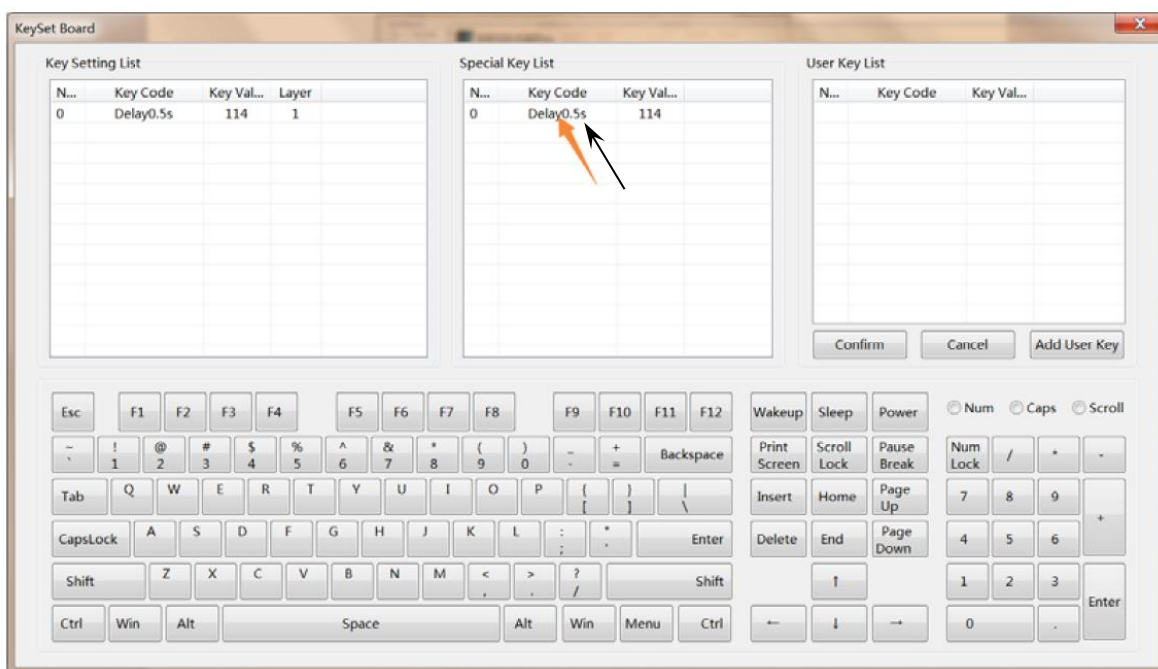 KeySet Board
X
Key Setting List Special Key List User Key List
N... Key Code Key Val... Layer N... Key Code Key Val... N... Key Code Key Val...
0 Delay0.5s 114 1 0 Delay0.5s 114
Confirm Cancel Add User Key
Esc F1 F2 F3 F4 F5 F6 F7 F8 F9 F10 F11 F12 Wakeup Sleep Power Num Caps Scroll
~ ! @ # $ % ^ & * ( ) _ + Backspace Print Scroll Pause Num / * -
` 1 2 3 4 5 6 7 8 9 0 - = Screen Lock Break Lock
Tab Q W E R T Y U I O P { } | Insert Home Page 7 8 9 +
[ ] \ Up
CapsLock A S D F G H J K L : " Enter Delete End Page 4 5 6
; ' Down
Shift Z X C V B N M < > ? Shift ↑ 1 2 3 Enter
, . /
Ctrl Win Alt Space Alt Win Menu Ctrl ← ↓ → 0 .